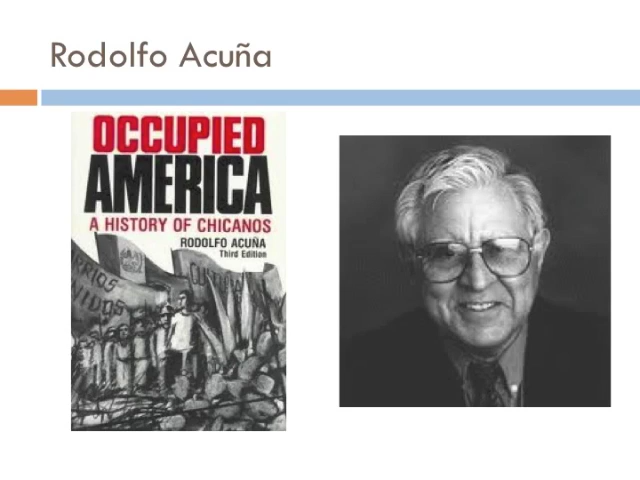 Rodolfo Acuña
OCCUPIED
AMERICA
A HISTORY OF CHICANOS
RODOLFO ACUÑA
Third Edition